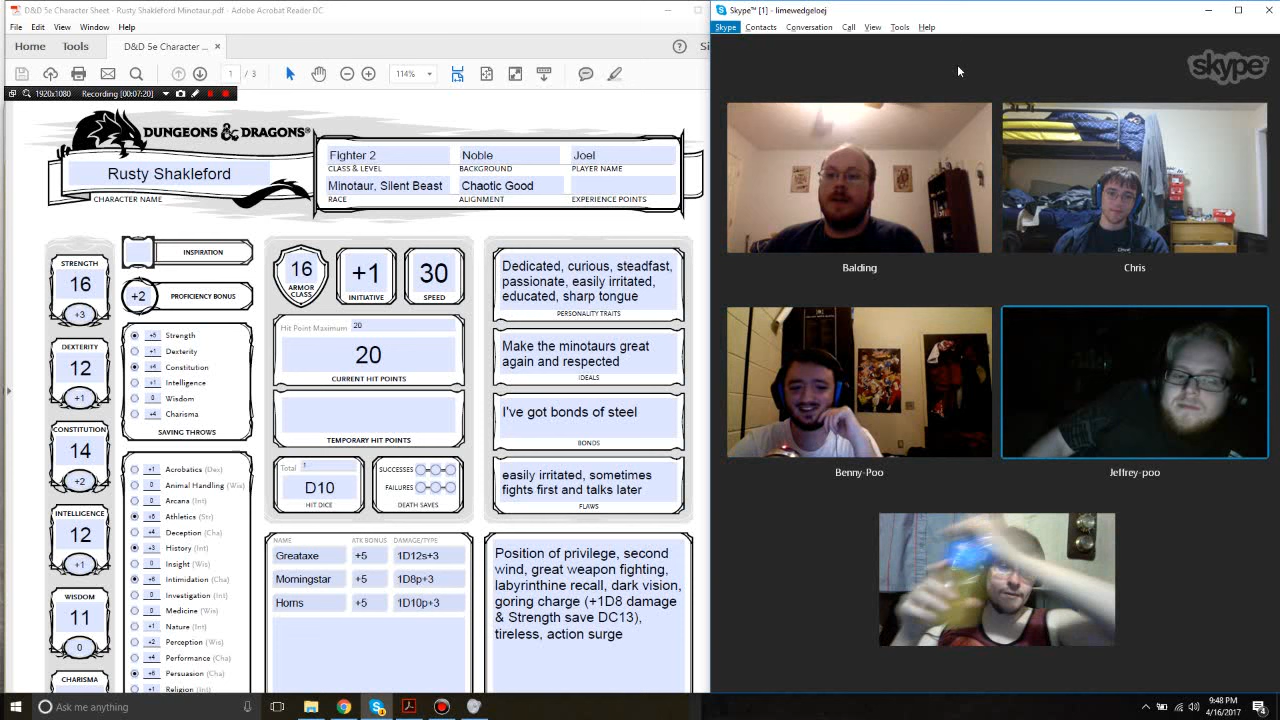 D&D 5e Character Sheet - Rusty Shakleford Minotaur.pdf - Adobe Acrobat Reader DC
File Edit View Window Help
Home Tools D&D 5e Character ... × Si
1 / 3 114%
1920x1080 Recording [00:07:20]
DUNGEONS & DRAGONS®
Rusty Shakleford
CHARACTER NAME
Fighter 2 Noble Joel
CLASS & LEVEL BACKGROUND PLAYER NAME
Minotaur, Silent Beast Chaotic Good
RACE ALIGNMENT EXPERIENCE POINTS
STRENGTH
16
+3
DEXTERITY
12
+1
CONSTITUTION
14
+2
INTELLIGENCE
12
+1
WISDOM
11
0
CHARISMA
INSPIRATION
+2 PROFICIENCY BONUS
+5 Strength
+1 Dexterity
+4 Constitution
+1 Intelligence
0 Wisdom
+4 Charisma
SAVING THROWS
+1 Acrobatics (Dex)
0 Animal Handling (Wis)
0 Arcana (Int)
+5 Athletics (Str)
+4 Deception (Cha)
+3 History (Int)
0 Insight (Wis)
+6 Intimidation (Cha)
0 Investigation (Int)
0 Medicine (Wis)
+1 Nature (Int)
+2 Perception (Wis)
+4 Performance (Cha)
+6 Persuasion (Cha)
+1 Religion (Int)
16
ARMOR
CLASS
+1
INITIATIVE
30
SPEED
Hit Point Maximum 20
20
CURRENT HIT POINTS
TEMPORARY HIT POINTS
Total 1
D10
HIT DICE
SUCCESSES
FAILURES
DEATH SAVES
NAME ATK BONUS DAMAGE/TYPE
Greataxe +5 1D12s+3
Morningstar +5 1D8p+3
Horns +5 1D10p+3
Dedicated, curious, steadfast,
passionate, easily irritated,
educated, sharp tongue
PERSONALITY TRAITS
Make the minotaurs great
again and respected
IDEALS
I've got bonds of steel
BONDS
easily irritated, sometimes
fights first and talks later
FLAWS
Position of privilege, second
wind, great weapon fighting,
labyrinthine recall, dark vision,
goring charge (+1D8 damage
& Strength save DC13),
tireless, action surge
Skype™ [1] - limewedgeloej
Skype Contacts Conversation Call View Tools Help
skype™
Balding
Chris
Benny-Poo
Jeffrey-poo
Ask me anything
9:48 PM
4/16/2017
4